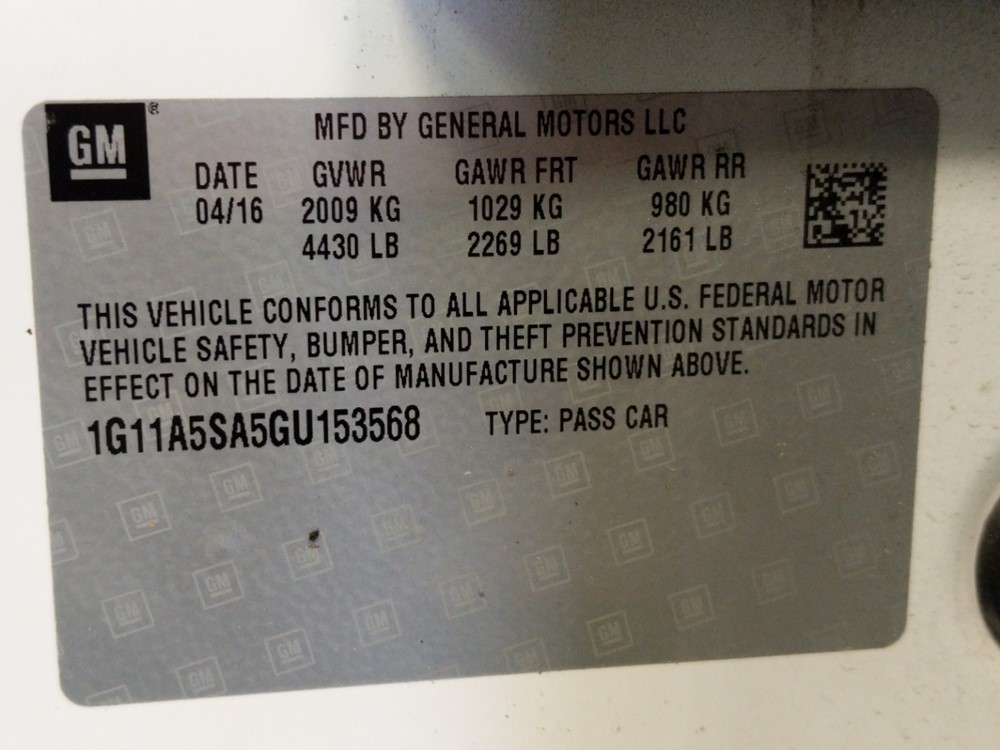 GM ®
MFD BY GENERAL MOTORS LLC
DATE GVWR GAWR FRT GAWR RR
04/16 2009 KG 1029 KG 980 KG
4430 LB 2269 LB 2161 LB
THIS VEHICLE CONFORMS TO ALL APPLICABLE U.S. FEDERAL MOTOR
VEHICLE SAFETY, BUMPER, AND THEFT PREVENTION STANDARDS IN
EFFECT ON THE DATE OF MANUFACTURE SHOWN ABOVE.
1G11A5SA5GU153568 TYPE: PASS CAR